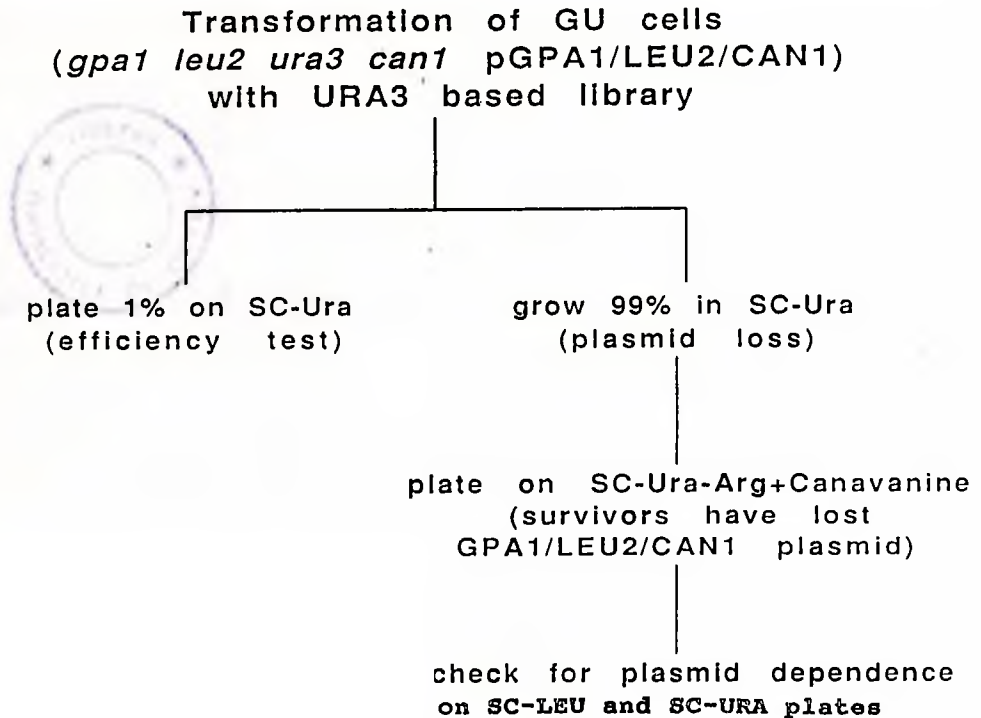 Transformation of GU cells
(gpa1 leu2 ura3 can1 pGPA1/LEU2/CAN1)
with URA3 based library
plate 1% on SC-Ura
(efficiency test)
grow 99% in SC-Ura
(plasmid loss)
plate on SC-Ura-Arg+Canavanine
(survivors have lost
GPA1/LEU2/CAN1 plasmid)
check for plasmid dependence
on SC-LEU and SC-URA plates